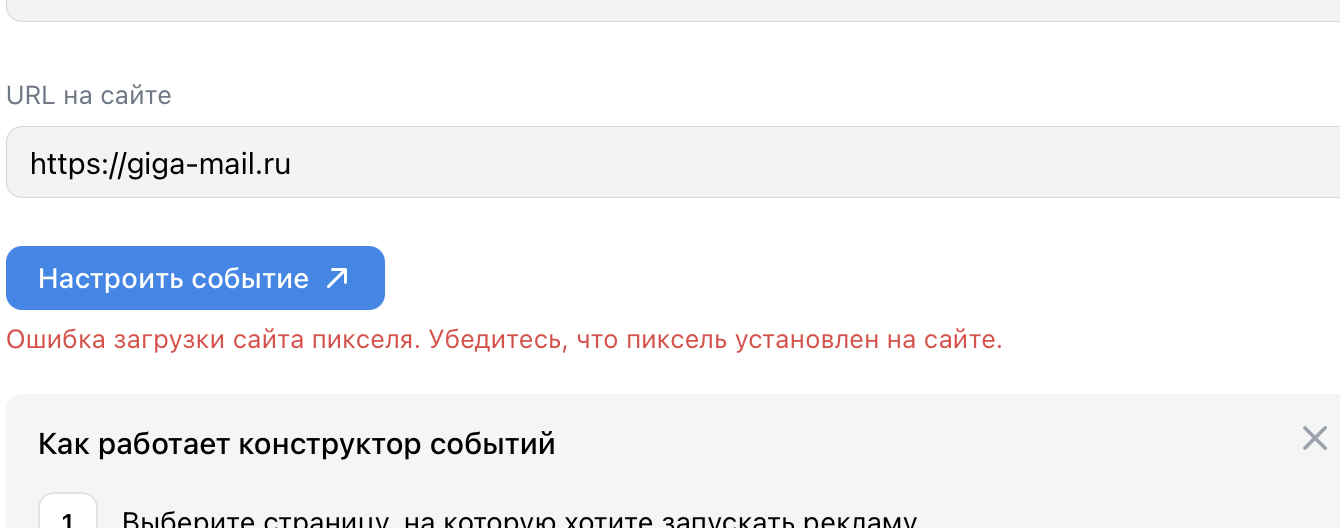 URL на сайте
https://giga-mail.ru
Настроить событие
Ошибка загрузки сайта пикселя. Убедитесь, что пиксель установлен на сайте.
Как работает конструктор событий
1 Выберите страницу, на которую хотите запускать рекламу